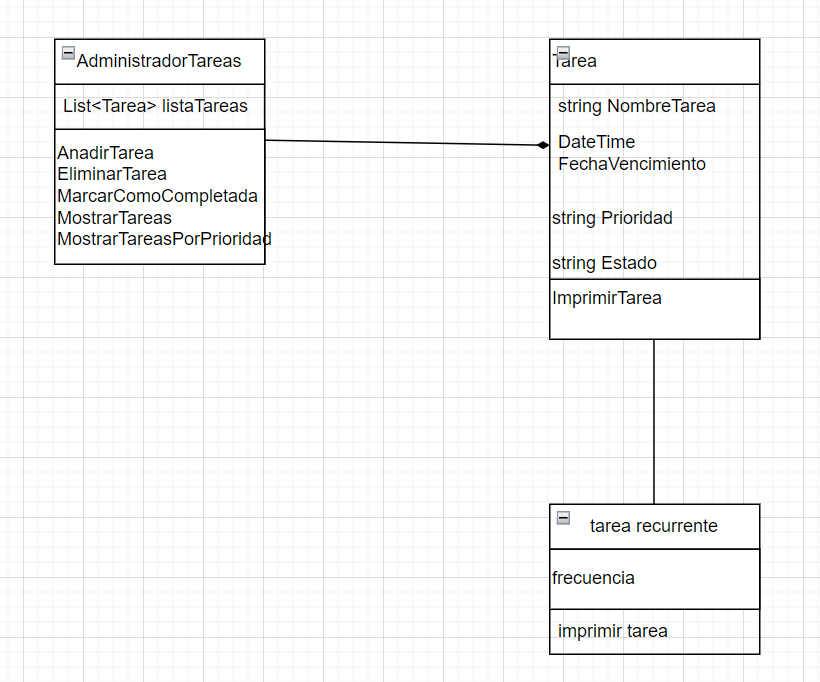 AdministradorTareas
List<Tarea> listaTareas
AnadirTarea
EliminarTarea
MarcarComoCompletada
MostrarTareas
MostrarTareasPorPrioridad
Tarea
string NombreTarea
DateTime
FechaVencimiento
string Prioridad
string Estado
ImprimirTarea
tarea recurrente
frecuencia
imprimir tarea